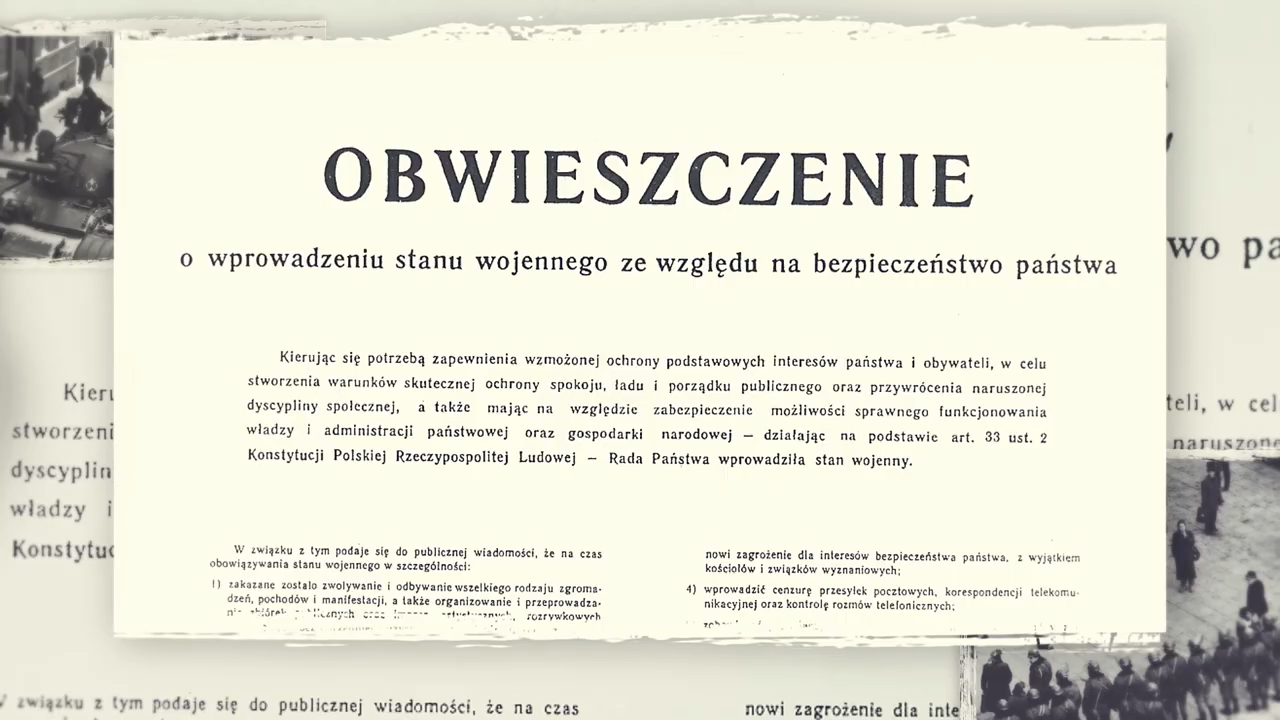 OBWIESZCZENIE
o wprowadzeniu stanu wojennego ze względu na bezpieczeństwo państwa
Kierując się potrzebą zapewnienia wzmożonej ochrony podstawowych interesów państwa i obywateli, w celu
stworzenia warunków skutecznej ochrony spokoju, ładu i porządku publicznego oraz przywrócenia naruszonej
dyscypliny społecznej, a także mając na względzie zabezpieczenie możliwości sprawnego funkcjonowania
władzy i administracji państwowej oraz gospodarki narodowej — działając na podstawie art. 33 ust. 2
Konstytucji Polskiej Rzeczypospolitej Ludowej — Rada Państwa wprowadziła stan wojenny.
W związku z tym podaje się do publicznej wiadomości, że na czas
obowiązywania stanu wojennego w szczególności:
1) zakazane zostało zwoływanie i odbywanie wszelkiego rodzaju zgroma-
dzeń, pochodów i manifestacji, a także organizowanie i przeprowadza-
rozrywkowych
nowi zagrożenie dla interesów bezpieczeństwa państwa, z wyjątkiem
kościołów i związków wyznaniowych;
4) wprowadzić cenzurę przesyłek pocztowych, korespondencji telekomu-
nikacyjnej oraz kontrolę rozmów telefonicznych;
wo pa
Kieru
stworzeni
dyscyplin
władzy i
Konstytuc
teli, w cel
naruszone
związku z tym podaje się do publicznej wiadomości, że na czas
nowi zagrożenie dla inte